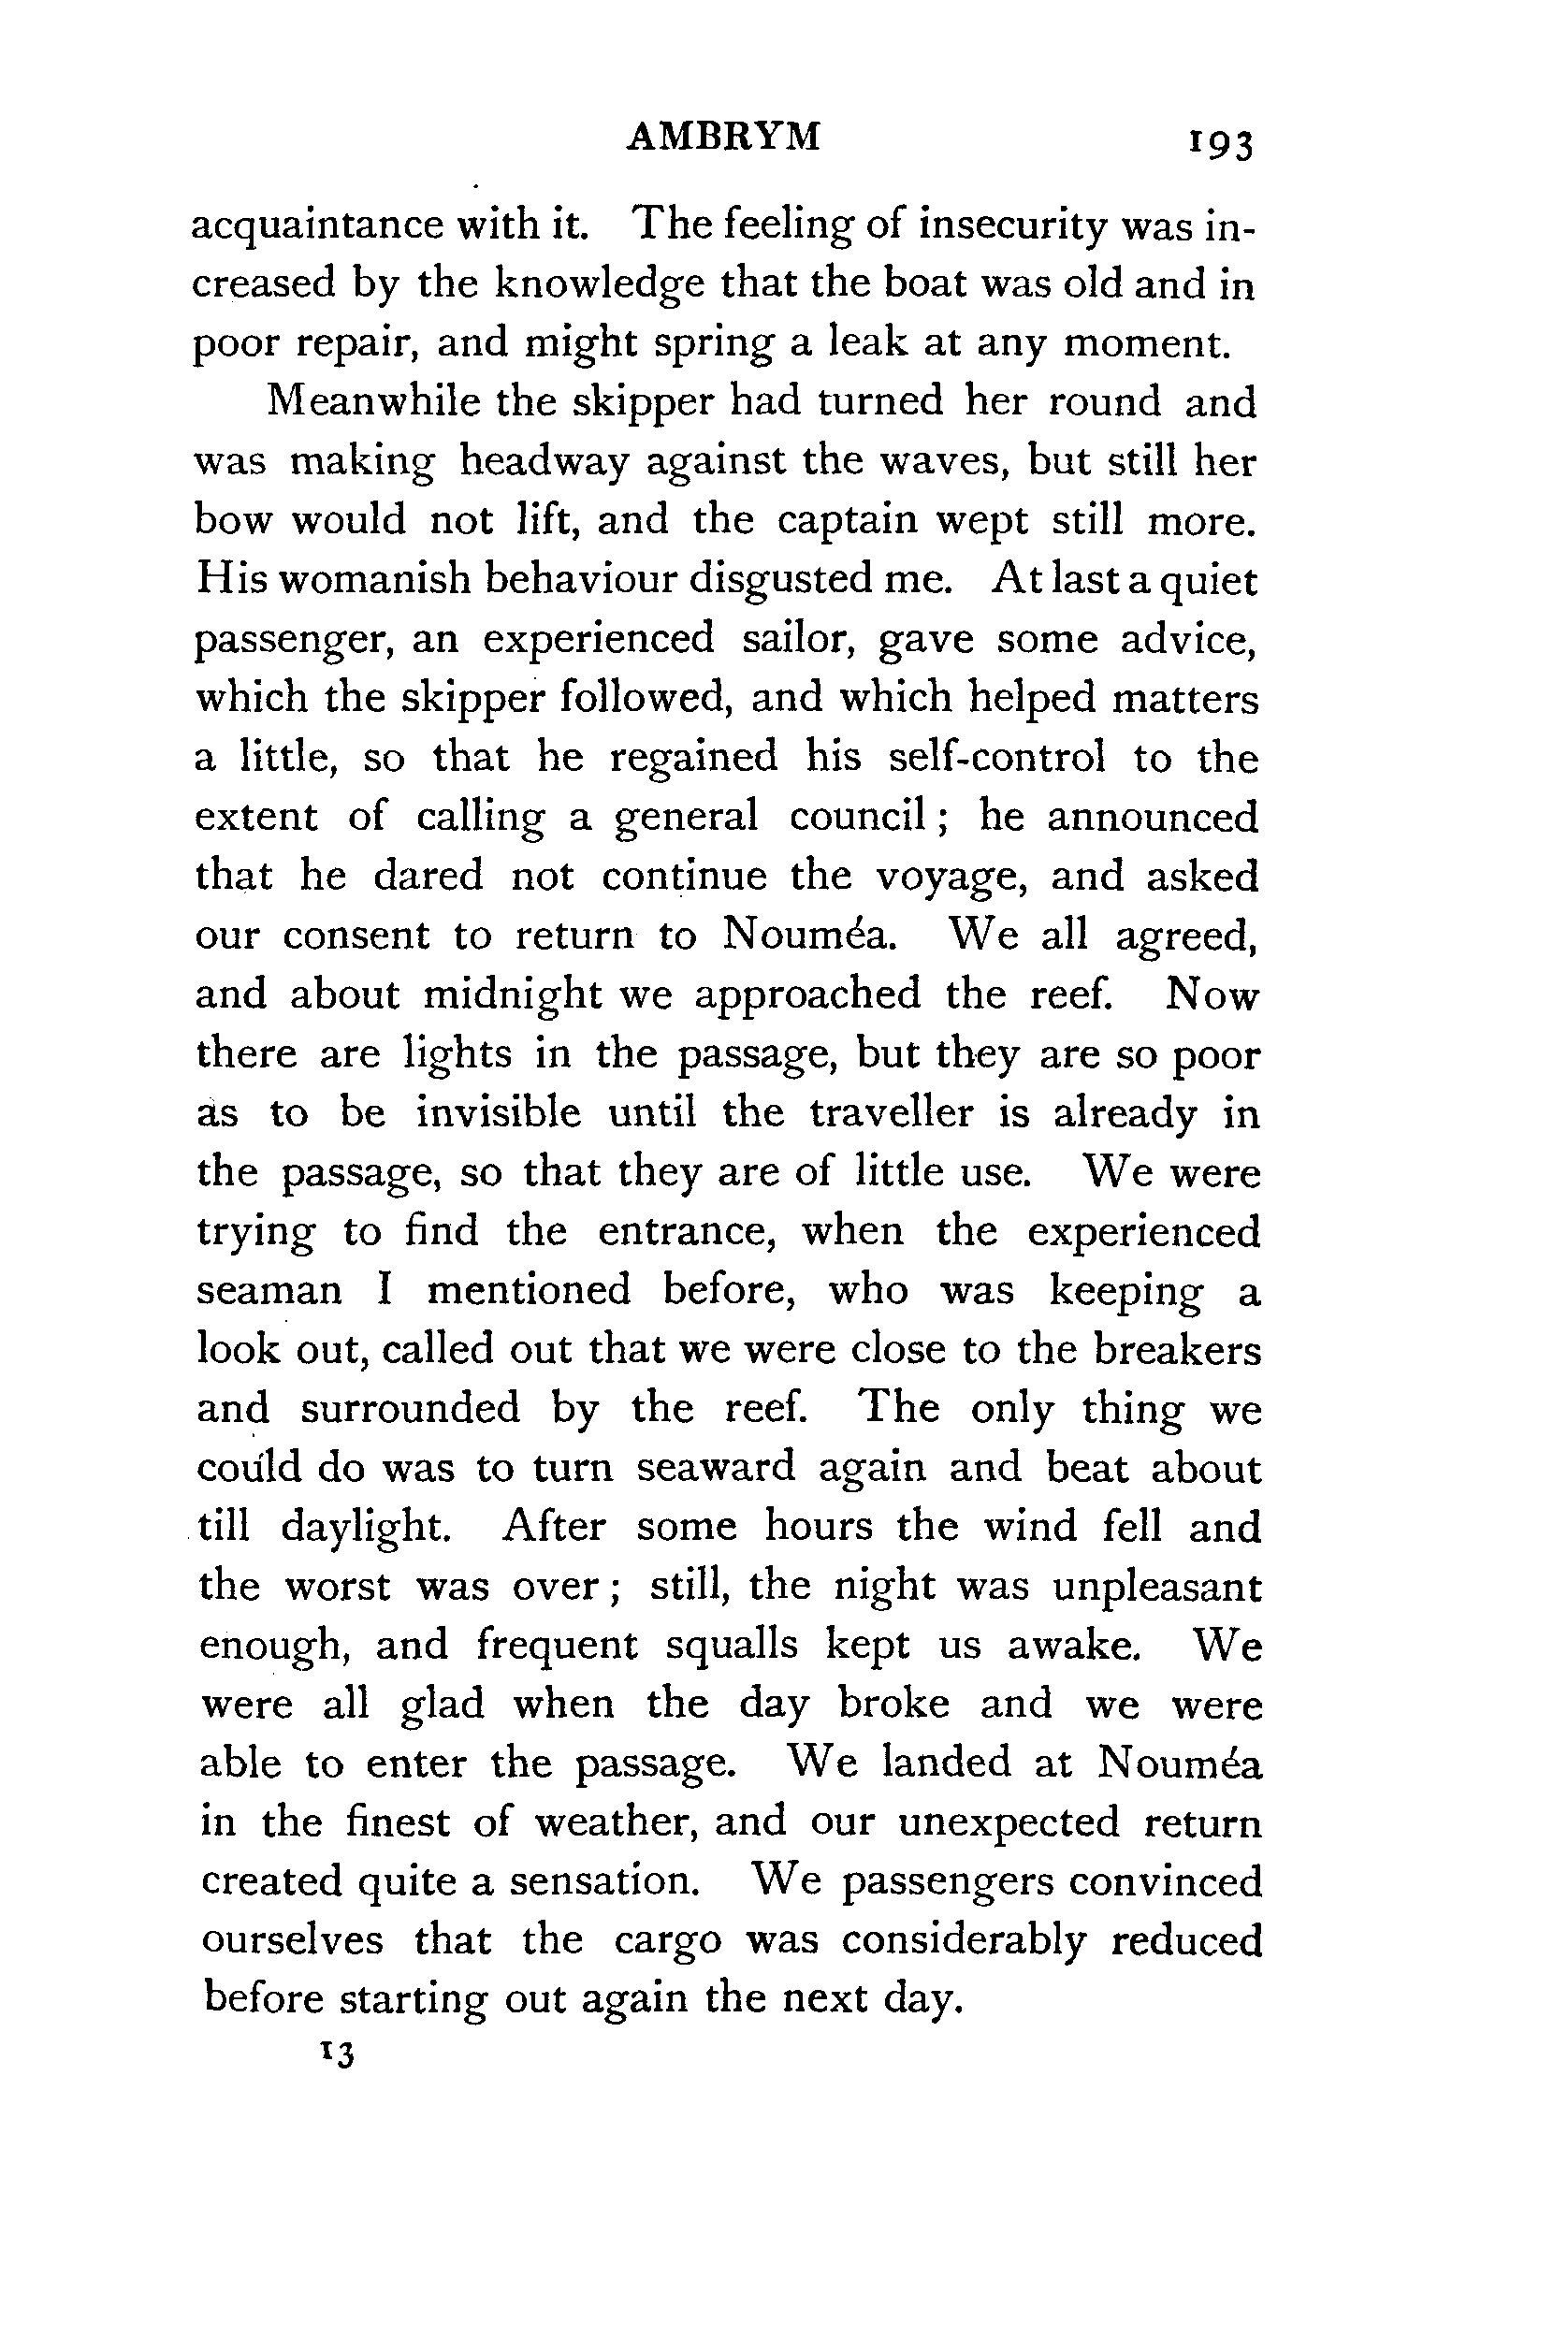 AMBRYM 193
acquaintance with it. The feeling of insecurity was in-
creased by the knowledge that the boat was old and in
poor repair, and might spring a leak at any moment.
Meanwhile the skipper had turned her round and
was making headway against the waves, but still her
bow would not lift, and the captain wept still more.
His womanish behaviour disgusted me. At last a quiet
passenger, an experienced sailor, gave some advice,
which the skipper followed, and which helped matters
a little, so that he regained his self-control to the
extent of calling a general council ; he announced
that he dared not continue the voyage, and asked
our consent to return to Nouméa. We all agreed,
and about midnight we approached the reef. Now
there are lights in the passage, but they are so poor
as to be invisible until the traveller is already in
the passage, so that they are of little use. We were
trying to find the entrance, when the experienced
seaman I mentioned before, who was keeping a
look out, called out that we were close to the breakers
and surrounded by the reef. The only thing we
could do was to turn seaward again and beat about
till daylight. After some hours the wind fell and
the worst was over ; still, the night was unpleasant
enough, and frequent squalls kept us awake. We
were all glad when the day broke and we were
able to enter the passage. We landed at Nouméa
in the finest of weather, and our unexpected return
created quite a sensation. We passengers convinced
ourselves that the cargo was considerably reduced
before starting out again the next day.
13